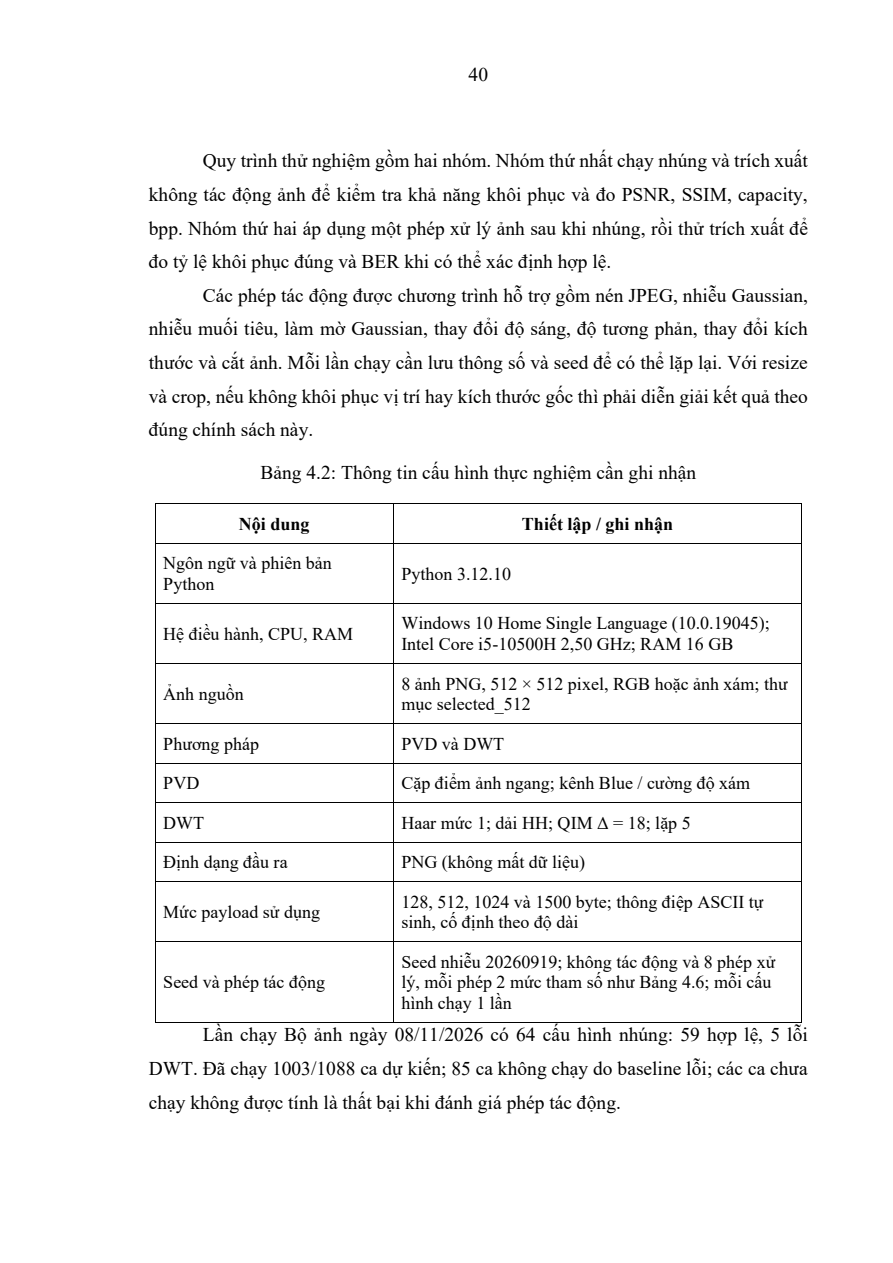 40
Quy trình thử nghiệm gồm hai nhóm. Nhóm thứ nhất chạy nhúng và trích xuất
không tác động ảnh để kiểm tra khả năng khôi phục và đo PSNR, SSIM, capacity,
bpp. Nhóm thứ hai áp dụng một phép xử lý ảnh sau khi nhúng, rồi thử trích xuất để
đo tỷ lệ khôi phục đúng và BER khi có thể xác định hợp lệ.
Các phép tác động được chương trình hỗ trợ gồm nén JPEG, nhiễu Gaussian,
nhiễu muối tiêu, làm mờ Gaussian, thay đổi độ sáng, độ tương phản, thay đổi kích
thước và cắt ảnh. Mỗi lần chạy cần lưu thông số và seed để có thể lặp lại. Với resize
và crop, nếu không khôi phục vị trí hay kích thước gốc thì phải diễn giải kết quả theo
đúng chính sách này.
Bảng 4.2: Thông tin cấu hình thực nghiệm cần ghi nhận
Nội dung
Thiết lập / ghi nhận
Ngôn ngữ và phiên bản
Python
Python 3.12.10
Hệ điều hành, CPU, RAM
Windows 10 Home Single Language (10.0.19045);
Intel Core i5-10500H 2,50 GHz; RAM 16 GB
Ảnh nguồn
8 ảnh PNG, 512 × 512 pixel, RGB hoặc ảnh xám; thư
mục selected_512
Phương pháp
PVD và DWT
PVD
Cặp điểm ảnh ngang; kênh Blue / cường độ xám
DWT
Haar mức 1; dải HH; QIM Δ = 18; lặp 5
Định dạng đầu ra
PNG (không mất dữ liệu)
Mức payload sử dụng
128, 512, 1024 và 1500 byte; thông điệp ASCII tự
sinh, cố định theo độ dài
Seed và phép tác động
Seed nhiễu 20260919; không tác động và 8 phép xử
lý, mỗi phép 2 mức tham số như Bảng 4.6; mỗi cấu
hình chạy 1 lần
Lần chạy Bộ ảnh ngày 08/11/2026 có 64 cấu hình nhúng: 59 hợp lệ, 5 lỗi
DWT. Đã chạy 1003/1088 ca dự kiến; 85 ca không chạy do baseline lỗi; các ca chưa
chạy không được tính là thất bại khi đánh giá phép tác động.